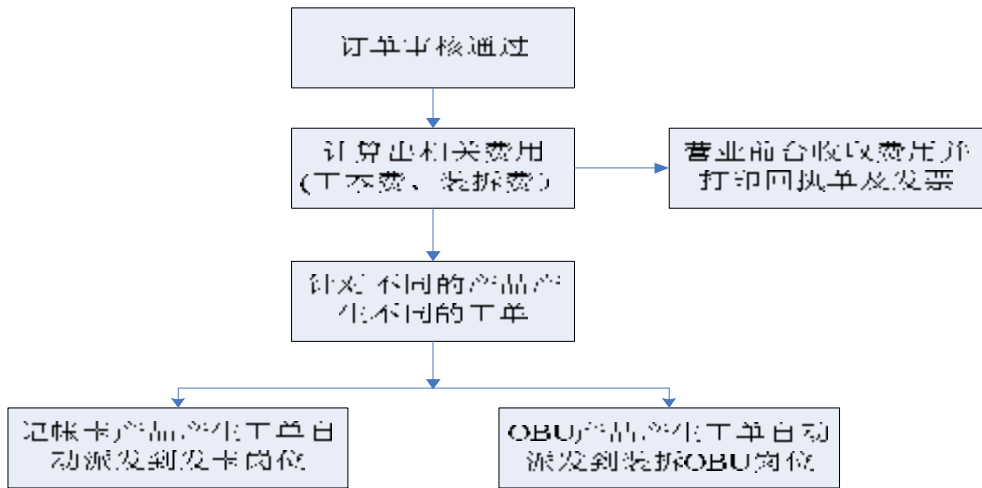 订单审核通过
计算出相关费用
(工本费、装拆费)
营业前台收取费用并
打印回执单及发票
针对不同的产品产
生不同的工单
记帐卡产品产生工单自
动派发到发卡岗位
OBU产品产生工单自动
派发到装拆OBU岗位